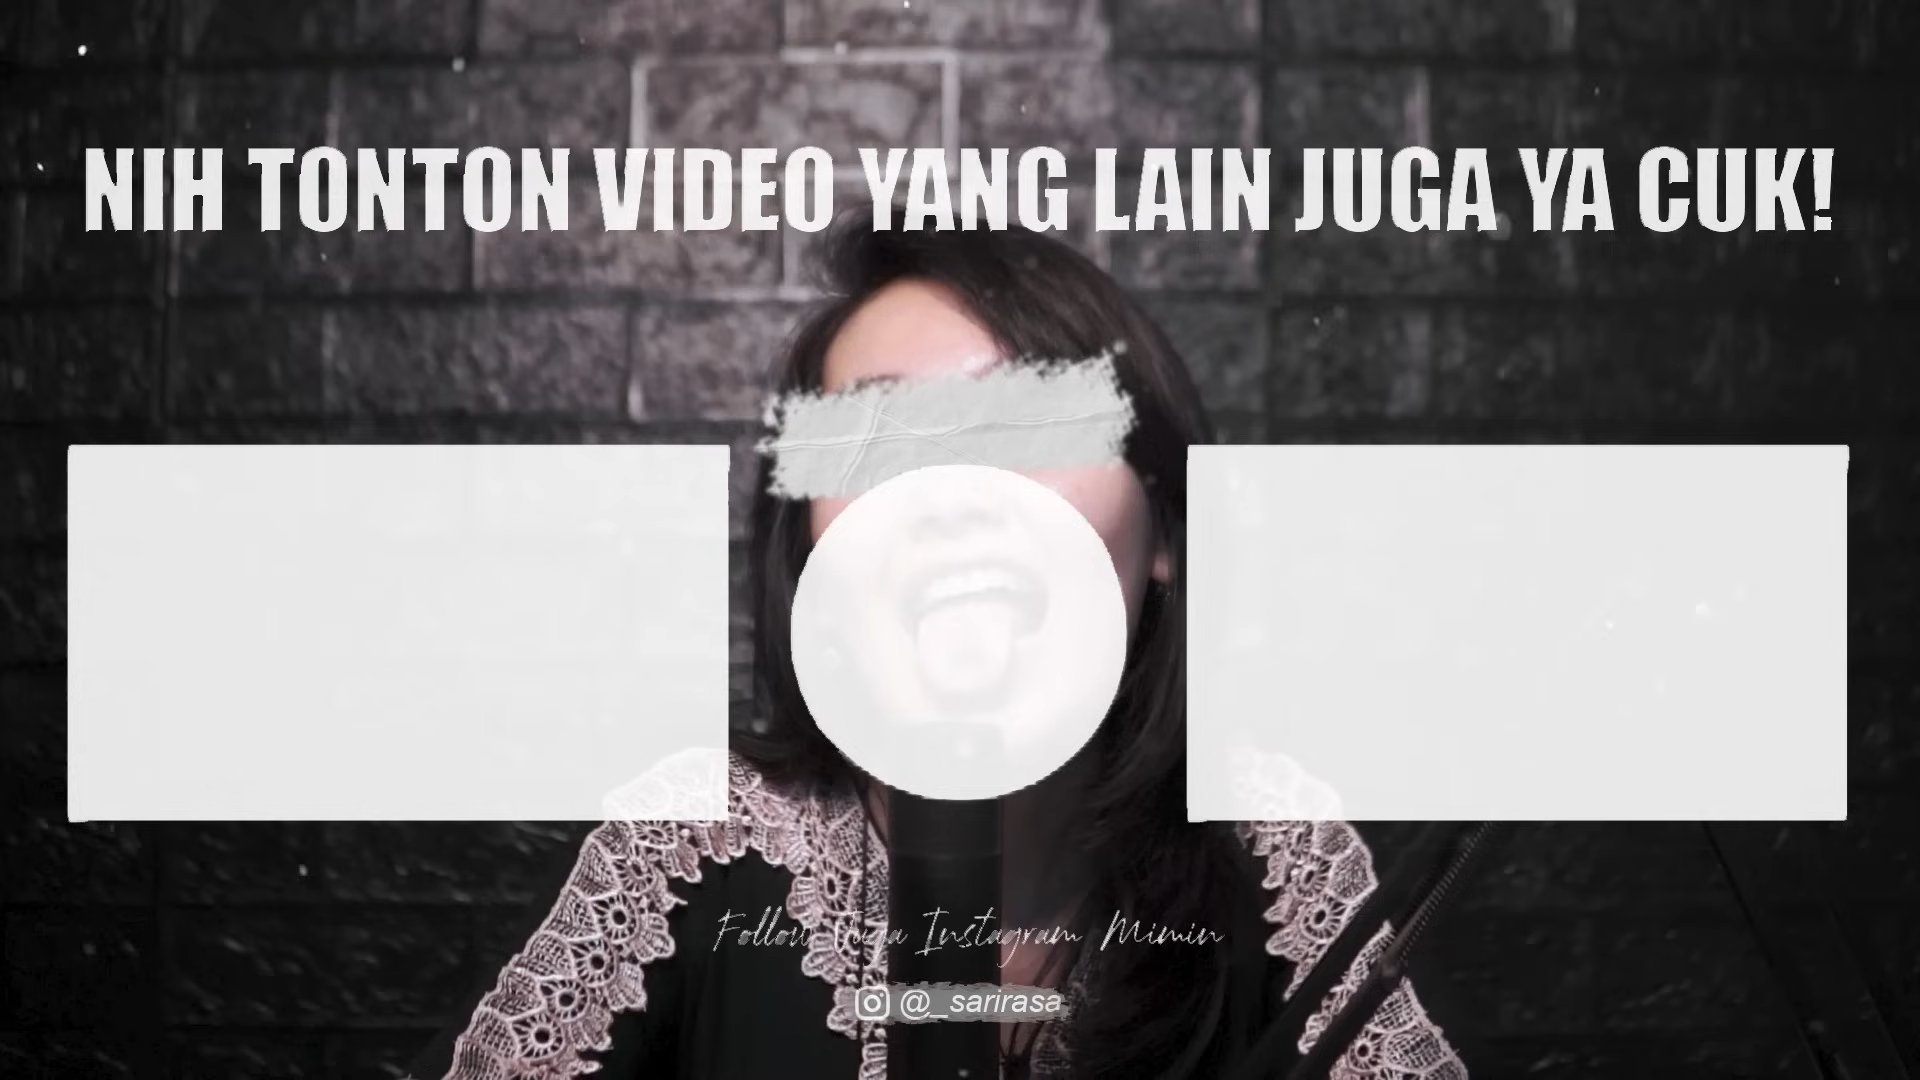 NIH TONTON VIDEO YANG LAIN JUGA YA CUK!
Follow Juga Instagram Mimin
@_sarirasa